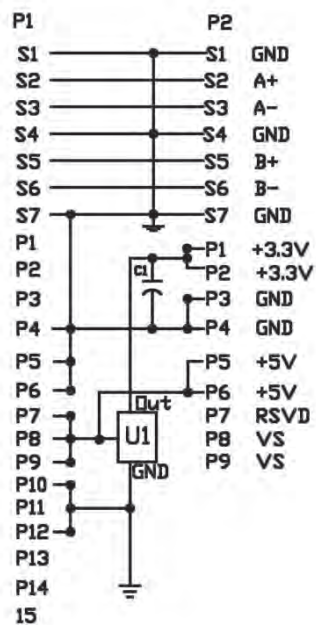 P1 P2
S1 S1 GND
S2 S2 A+
S3 S3 A-
S4 S4 GND
S5 S5 B+
S6 S6 B-
S7 S7 GND
P1 P1 +3.3V
P2 C1 P2 +3.3V
P3 P3 GND
P4 P4 GND
P5 P5 +5V
P6 P6 +5V
Out
P7 P7 RSVD
P8 U1 P8 VS
P9 P9 VS
GND
P10
P11
P12
P13
P14
15